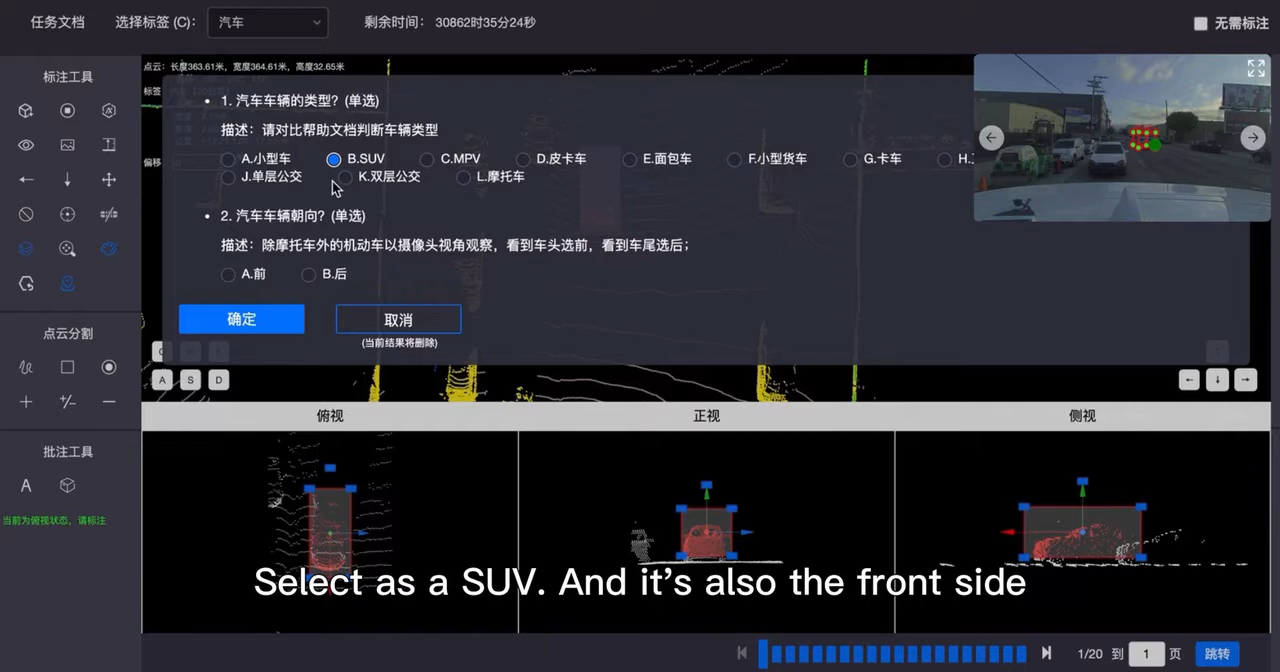 任务文档 选择标签 (C): 汽车 剩余时间: 30862时35分24秒 无需标注
标注工具
点云: 长度363.61米, 宽度364.61米, 高度32.65米
标签
偏移
1. 汽车车辆的类型? (单选)
描述: 请对比帮助文档判断车辆类型
A.小型车 B.SUV C.MPV D.皮卡车 E.面包车 F.小型货车 G.卡车
J.单层公交 K.双层公交 L.摩托车
2. 汽车车辆朝向? (单选)
描述: 除摩托车外的机动车以摄像头视角观察, 看到车头选前, 看到车尾选后;
A.前 B.后
确定 取消
(当前结果将删除)
A S D
点云分割
俯视 正视 侧视
批注工具
A
当前为俯视状态, 请标注
Select as a SUV. And it's also the front side
1/20 到 1 页 跳转